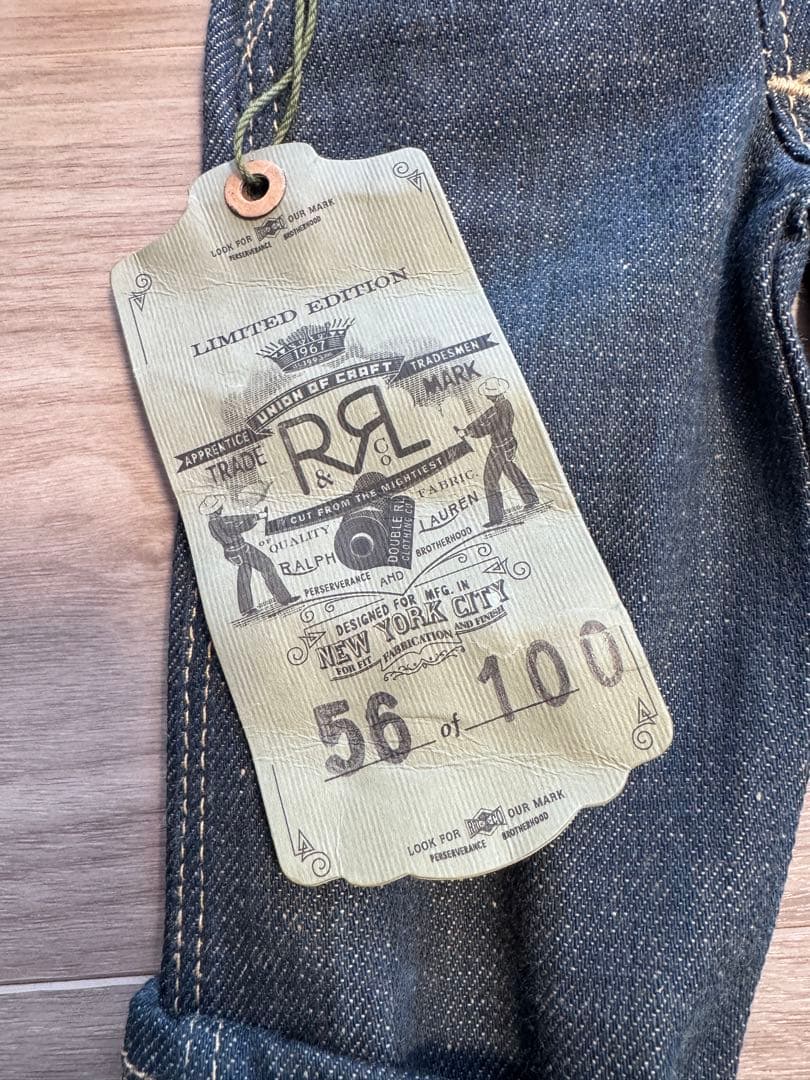 LOOK FOR OUR MARK
PERSEVERANCE BROTHERHOOD
LIMITED EDITION
1967
UNION OF CRAFT
APPRENTICE TRADESMEN
TRADE MARK
RRL
& CO
CUT FROM THE MIGHTIEST
OF QUALITY FABRIC
RALPH LAUREN
DOUBLE RL
CLOTHING CO
PERSEVERANCE AND BROTHERHOOD
DESIGNED FOR MFG. IN
NEW YORK CITY
FOR FIT FABRICATION AND FINISH
56 of 100
LOOK FOR OUR MARK
PERSEVERANCE BROTHERHOOD